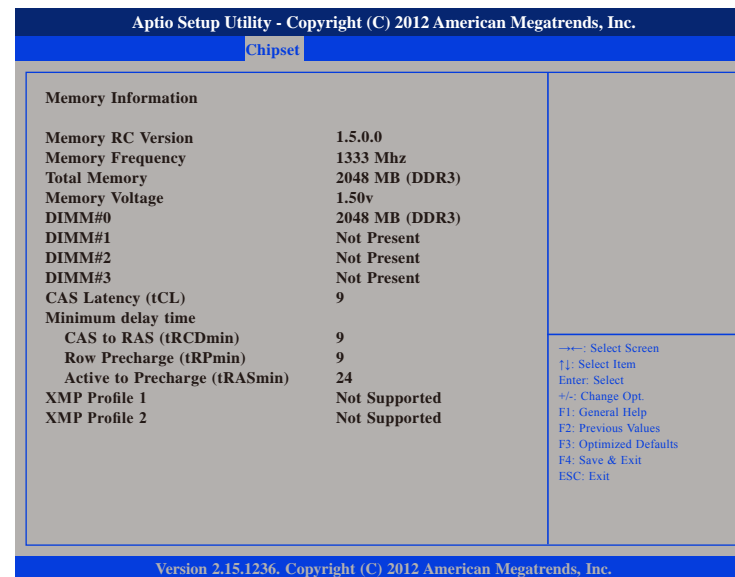 Aptio Setup Utility - Copyright (C) 2012 American Megatrends, Inc.
Chipset
Memory Information
Memory RC Version 1.5.0.0
Memory Frequency 1333 Mhz
Total Memory 2048 MB (DDR3)
Memory Voltage 1.50v
DIMM#0 2048 MB (DDR3)
DIMM#1 Not Present
DIMM#2 Not Present
DIMM#3 Not Present
CAS Latency (tCL) 9
Minimum delay time
CAS to RAS (tRCDmin) 9
Row Precharge (tRPmin) 9
Active to Precharge (tRASmin) 24
XMP Profile 1 Not Supported
XMP Profile 2 Not Supported
→←: Select Screen
↑↓: Select Item
Enter: Select
+/-: Change Opt.
F1: General Help
F2: Previous Values
F3: Optimized Defaults
F4: Save & Exit
ESC: Exit
Version 2.15.1236. Copyright (C) 2012 American Megatrends, Inc.